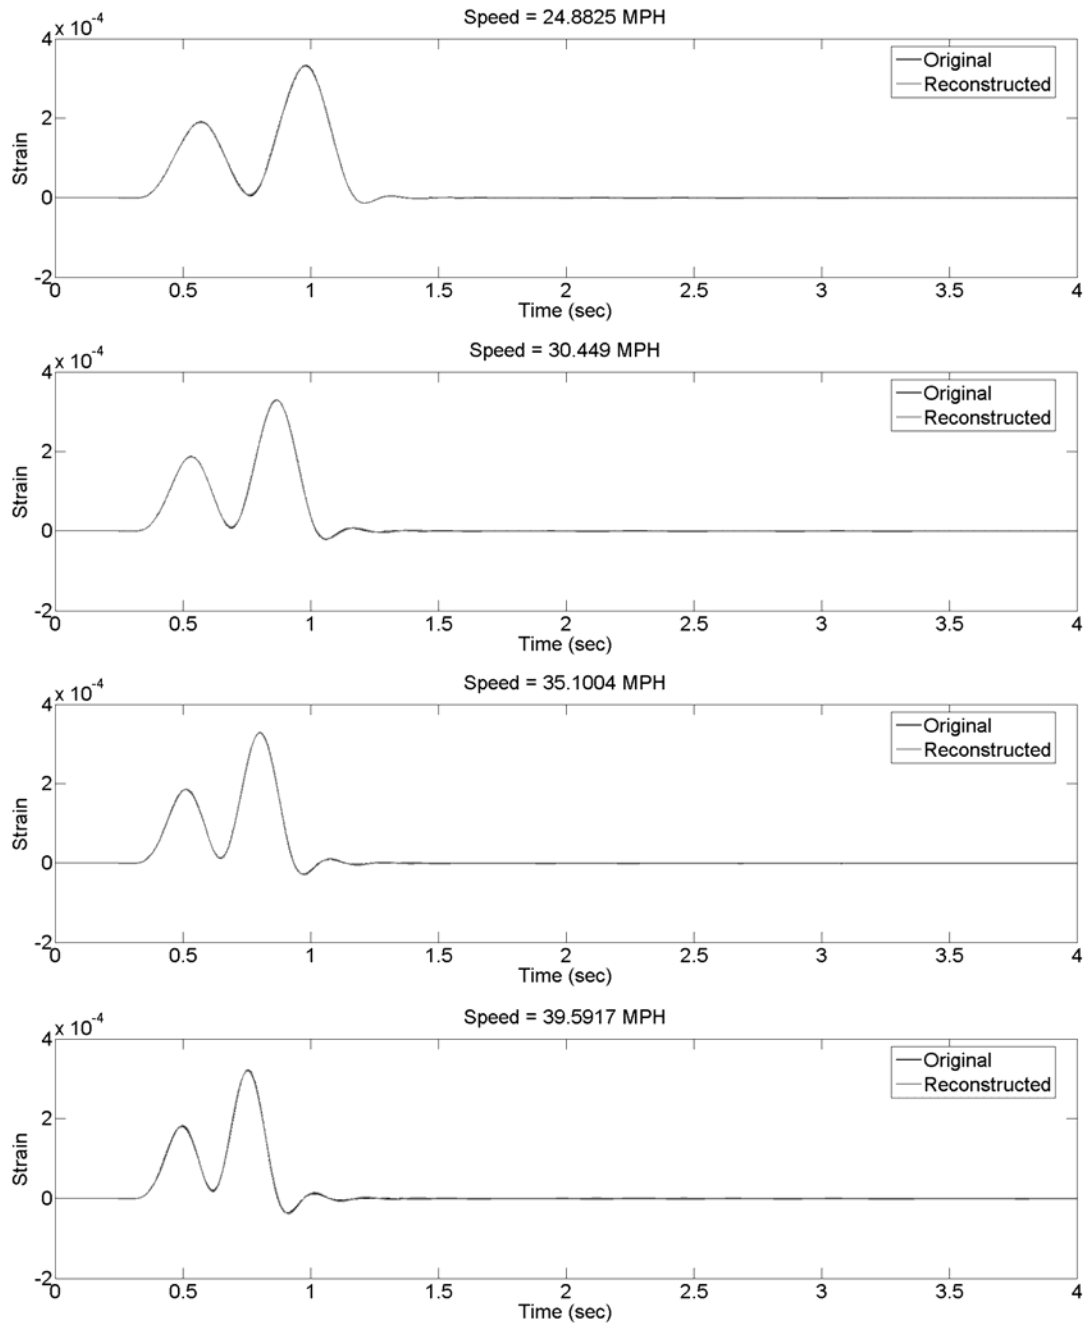 Speed = 24.8825 MPH
x 10-4
4
2
0
-2
Strain
Original
Reconstructed
0 0.5 1 1.5 2 2.5 3 3.5 4
Time (sec)
Speed = 30.449 MPH
x 10-4
4
2
0
-2
Strain
Original
Reconstructed
0 0.5 1 1.5 2 2.5 3 3.5 4
Time (sec)
Speed = 35.1004 MPH
x 10-4
4
2
0
-2
Strain
Original
Reconstructed
0 0.5 1 1.5 2 2.5 3 3.5 4
Time (sec)
Speed = 39.5917 MPH
x 10-4
4
2
0
-2
Strain
Original
Reconstructed
0 0.5 1 1.5 2 2.5 3 3.5 4
Time (sec)